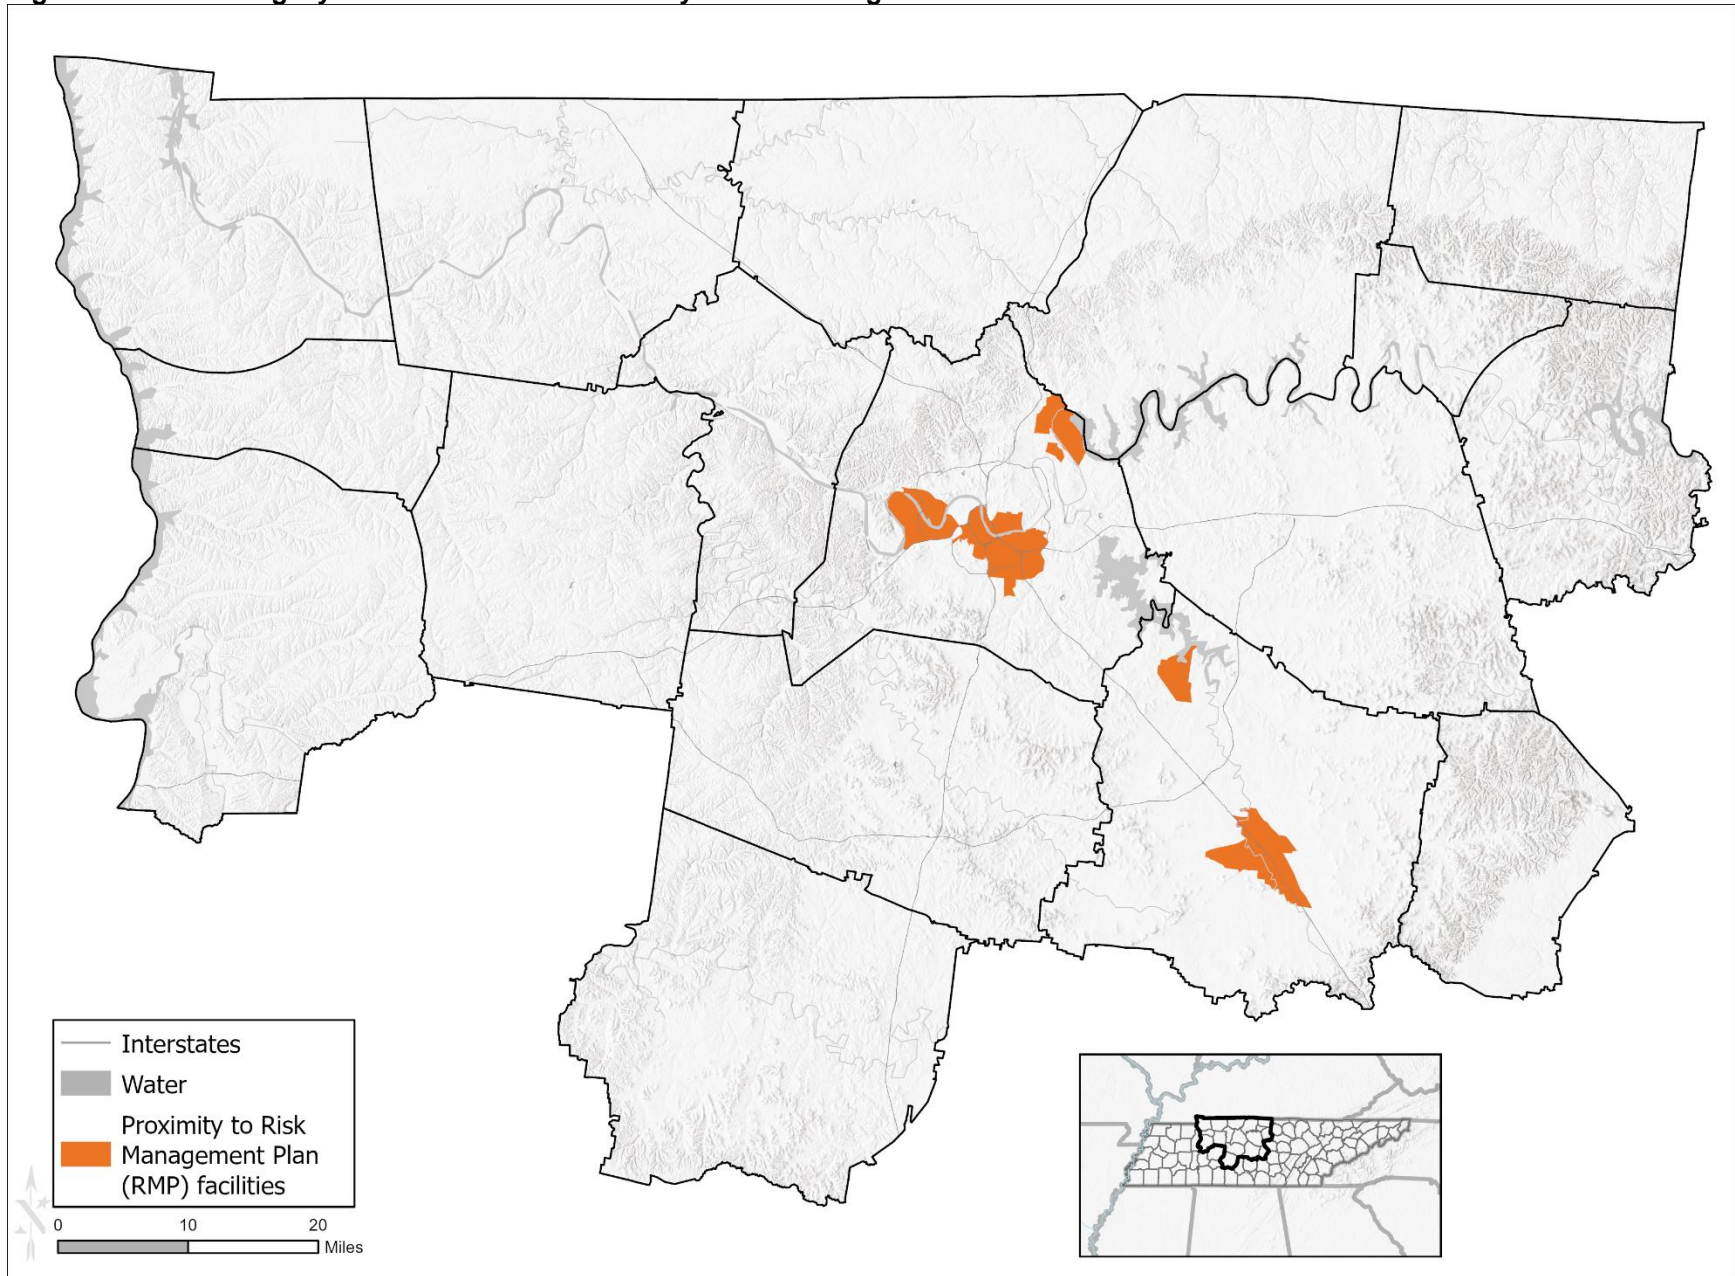 Interstates
Water
Proximity to Risk
Management Plan
(RMP) facilities
0 10 20
Miles